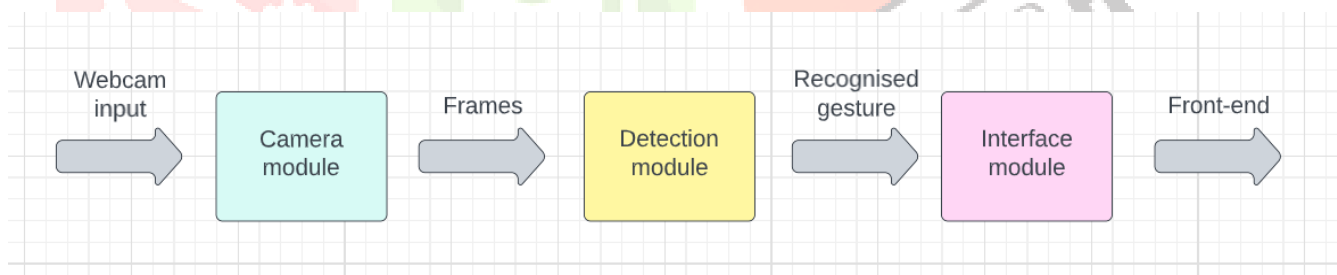 Webcam
input
Camera
module
Frames
Detection
module
Recognised
gesture
Interface
module
Front-end